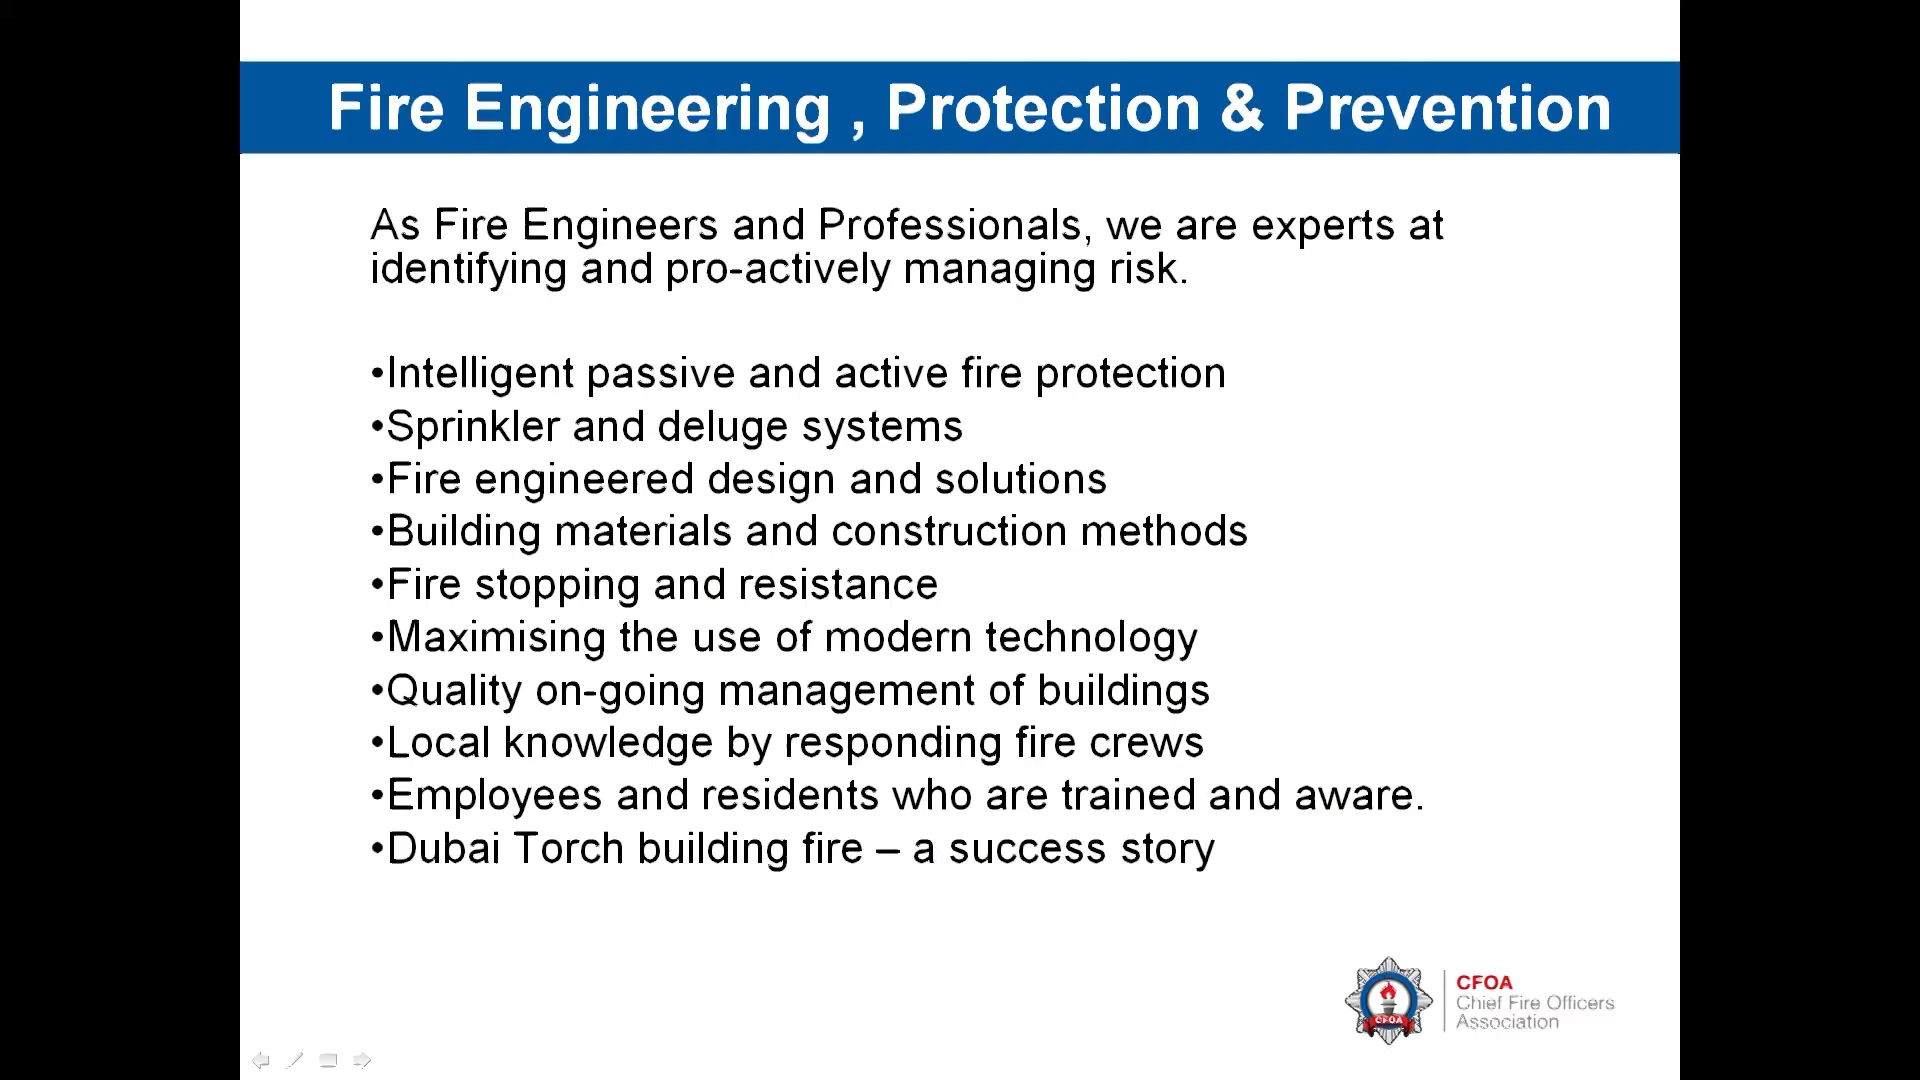 Fire Engineering , Protection & Prevention
As Fire Engineers and Professionals, we are experts at
identifying and pro-actively managing risk.
•Intelligent passive and active fire protection
•Sprinkler and deluge systems
•Fire engineered design and solutions
•Building materials and construction methods
•Fire stopping and resistance
•Maximising the use of modern technology
•Quality on-going management of buildings
•Local knowledge by responding fire crews
•Employees and residents who are trained and aware.
•Dubai Torch building fire – a success story
CFOA
CFOA
Chief Fire Officers
Association